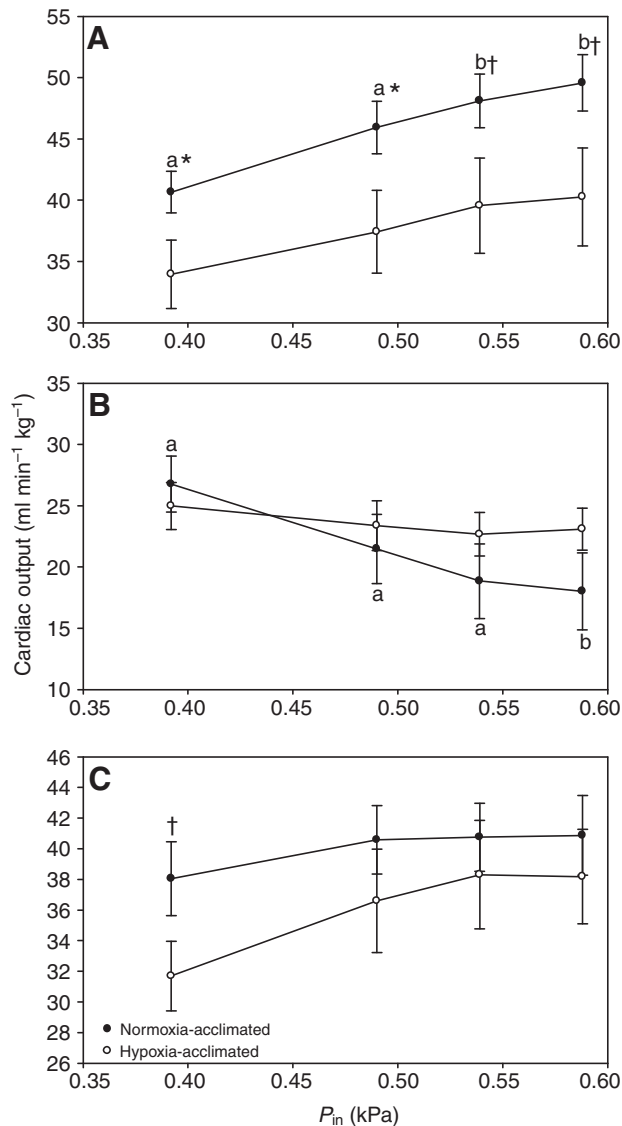 A
55
50
45
40
35
30
a*
a*
b†
b†
0.35 0.40 0.45 0.50 0.55 0.60
B
35
30
25
20
15
10
a
a
a
b
0.35 0.40 0.45 0.50 0.55 0.60
Cardiac output (ml min⁻¹ kg⁻¹)
C
46
44
42
40
38
36
34
32
30
28
26
†
Normoxia-acclimated
Hypoxia-acclimated
0.35 0.40 0.45 0.50 0.55 0.60
Pin (kPa)